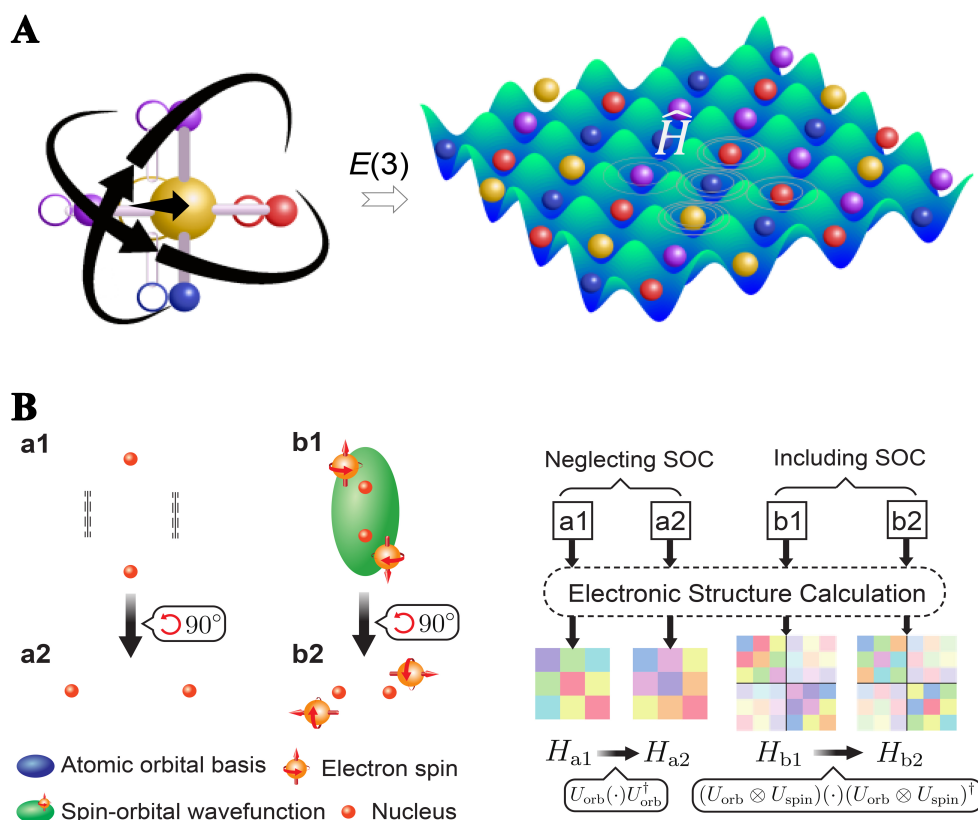 A
E(3)
Ĥ
B
a1
b1
90°
90°
a2
b2
Atomic orbital basis
Electron spin
Spin-orbital wavefunction
Nucleus
Neglecting SOC
Including SOC
a1
a2
b1
b2
Electronic Structure Calculation
H_a1 H_a2
H_b1 H_b2
U_orb(·)U†_orb
(U_orb ⊗ U_spin)(·)(U_orb ⊗ U_spin)†